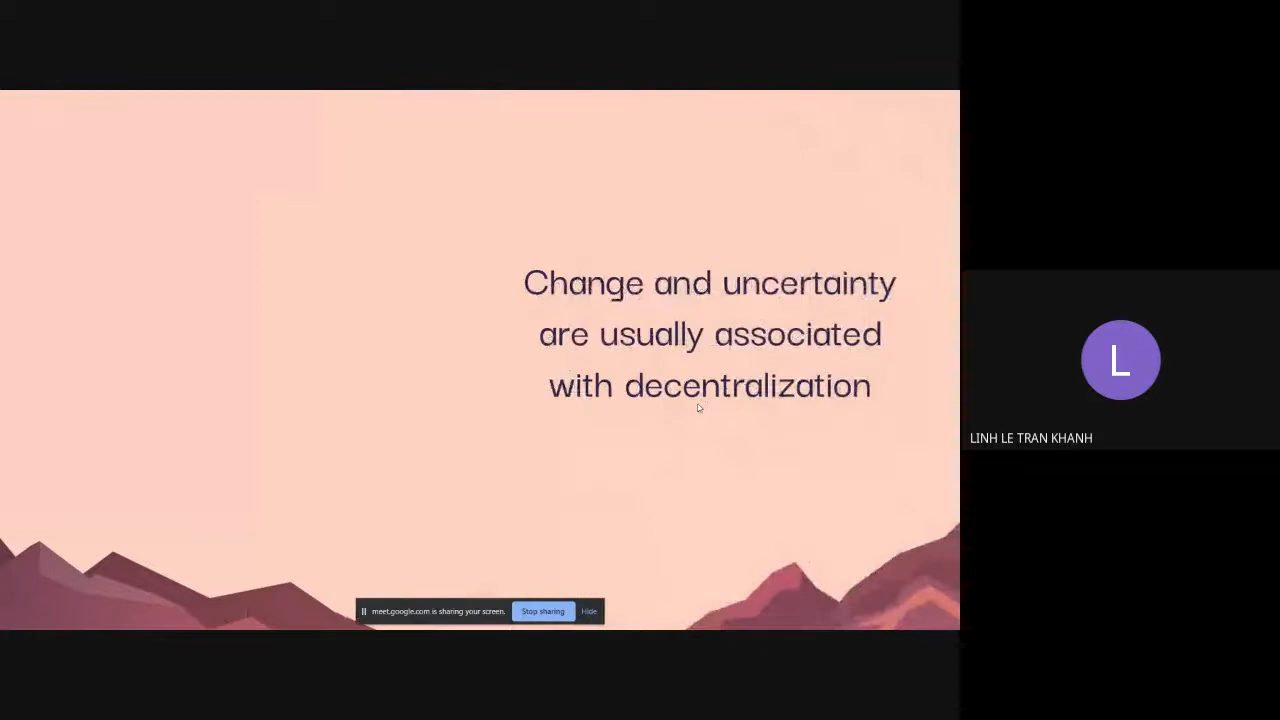 Change and uncertainty
are usually associated
with decentralization
L
LINH LE TRAN KHANH
meet.google.com is sharing your screen.
Stop sharing
Hide